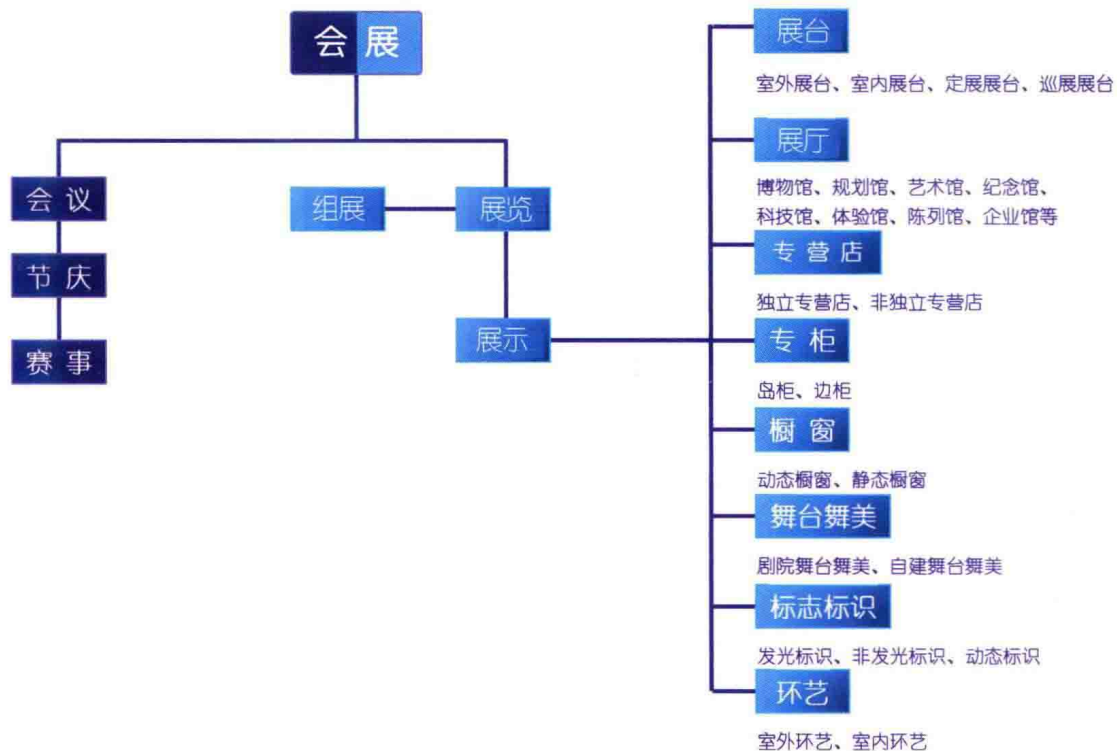 会展
会议
节庆
赛事
组展
展览
展示
展台
室外展台、室内展台、定展展台、巡展展台
展厅
博物馆、规划馆、艺术馆、纪念馆、
科技馆、体验馆、陈列馆、企业馆等
专营店
独立专营店、非独立专营店
专柜
岛柜、边柜
橱窗
动态橱窗、静态橱窗
舞台舞美
剧院舞台舞美、自建舞台舞美
标志标识
发光标识、非发光标识、动态标识
环艺
室外环艺、室内环艺